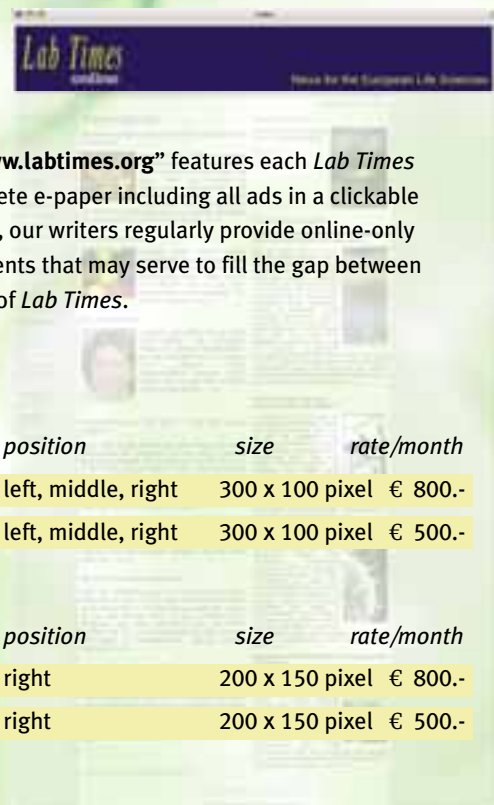 Lab Times
News for the European Life Sciences
w.labtimes.org” features each Lab Times
ete e-paper including all ads in a clickable
, our writers regularly provide online-only
ents that may serve to fill the gap between
of Lab Times.
position size rate/month
left, middle, right 300 x 100 pixel € 800.-
left, middle, right 300 x 100 pixel € 500.-
position size rate/month
right 200 x 150 pixel € 800.-
right 200 x 150 pixel € 500.-